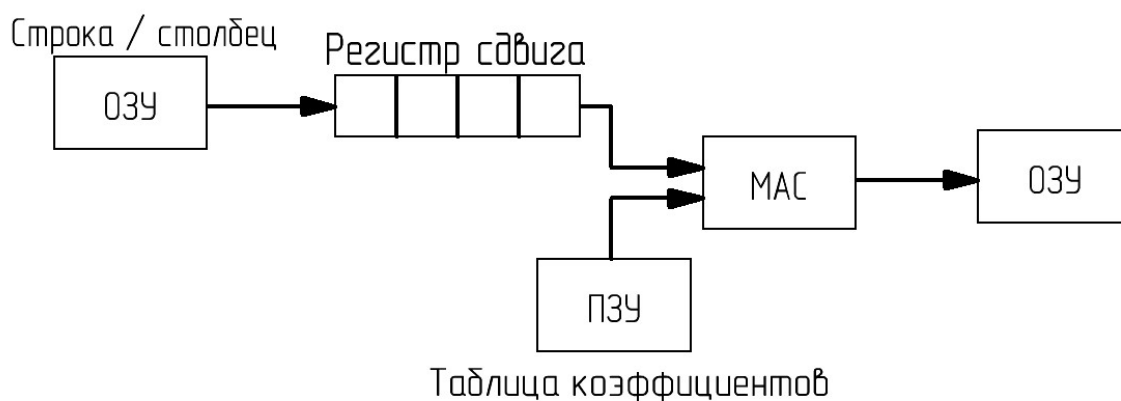 Строка / столбец
Регистр сдвига
ОЗУ
МАС
ОЗУ
ПЗУ
Таблица коэффициентов